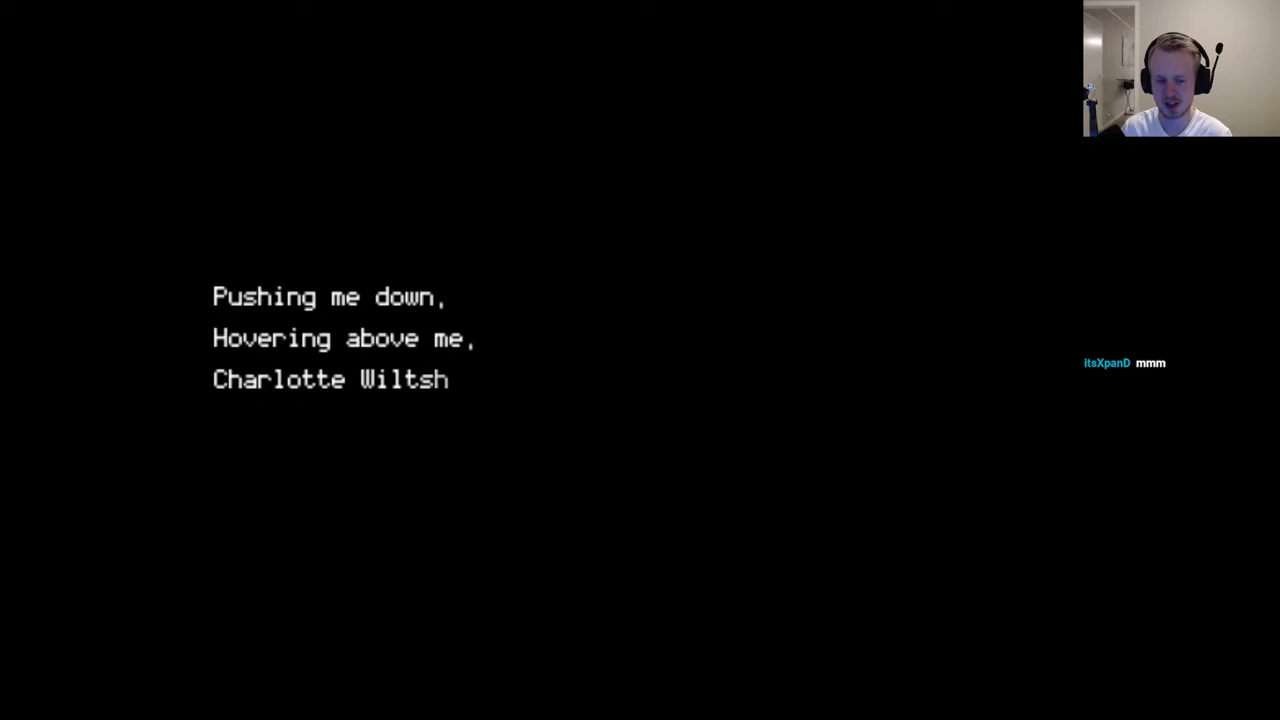 Pushing me down,
Hovering above me,
Charlotte Wiltsh
itsXpanD mmm